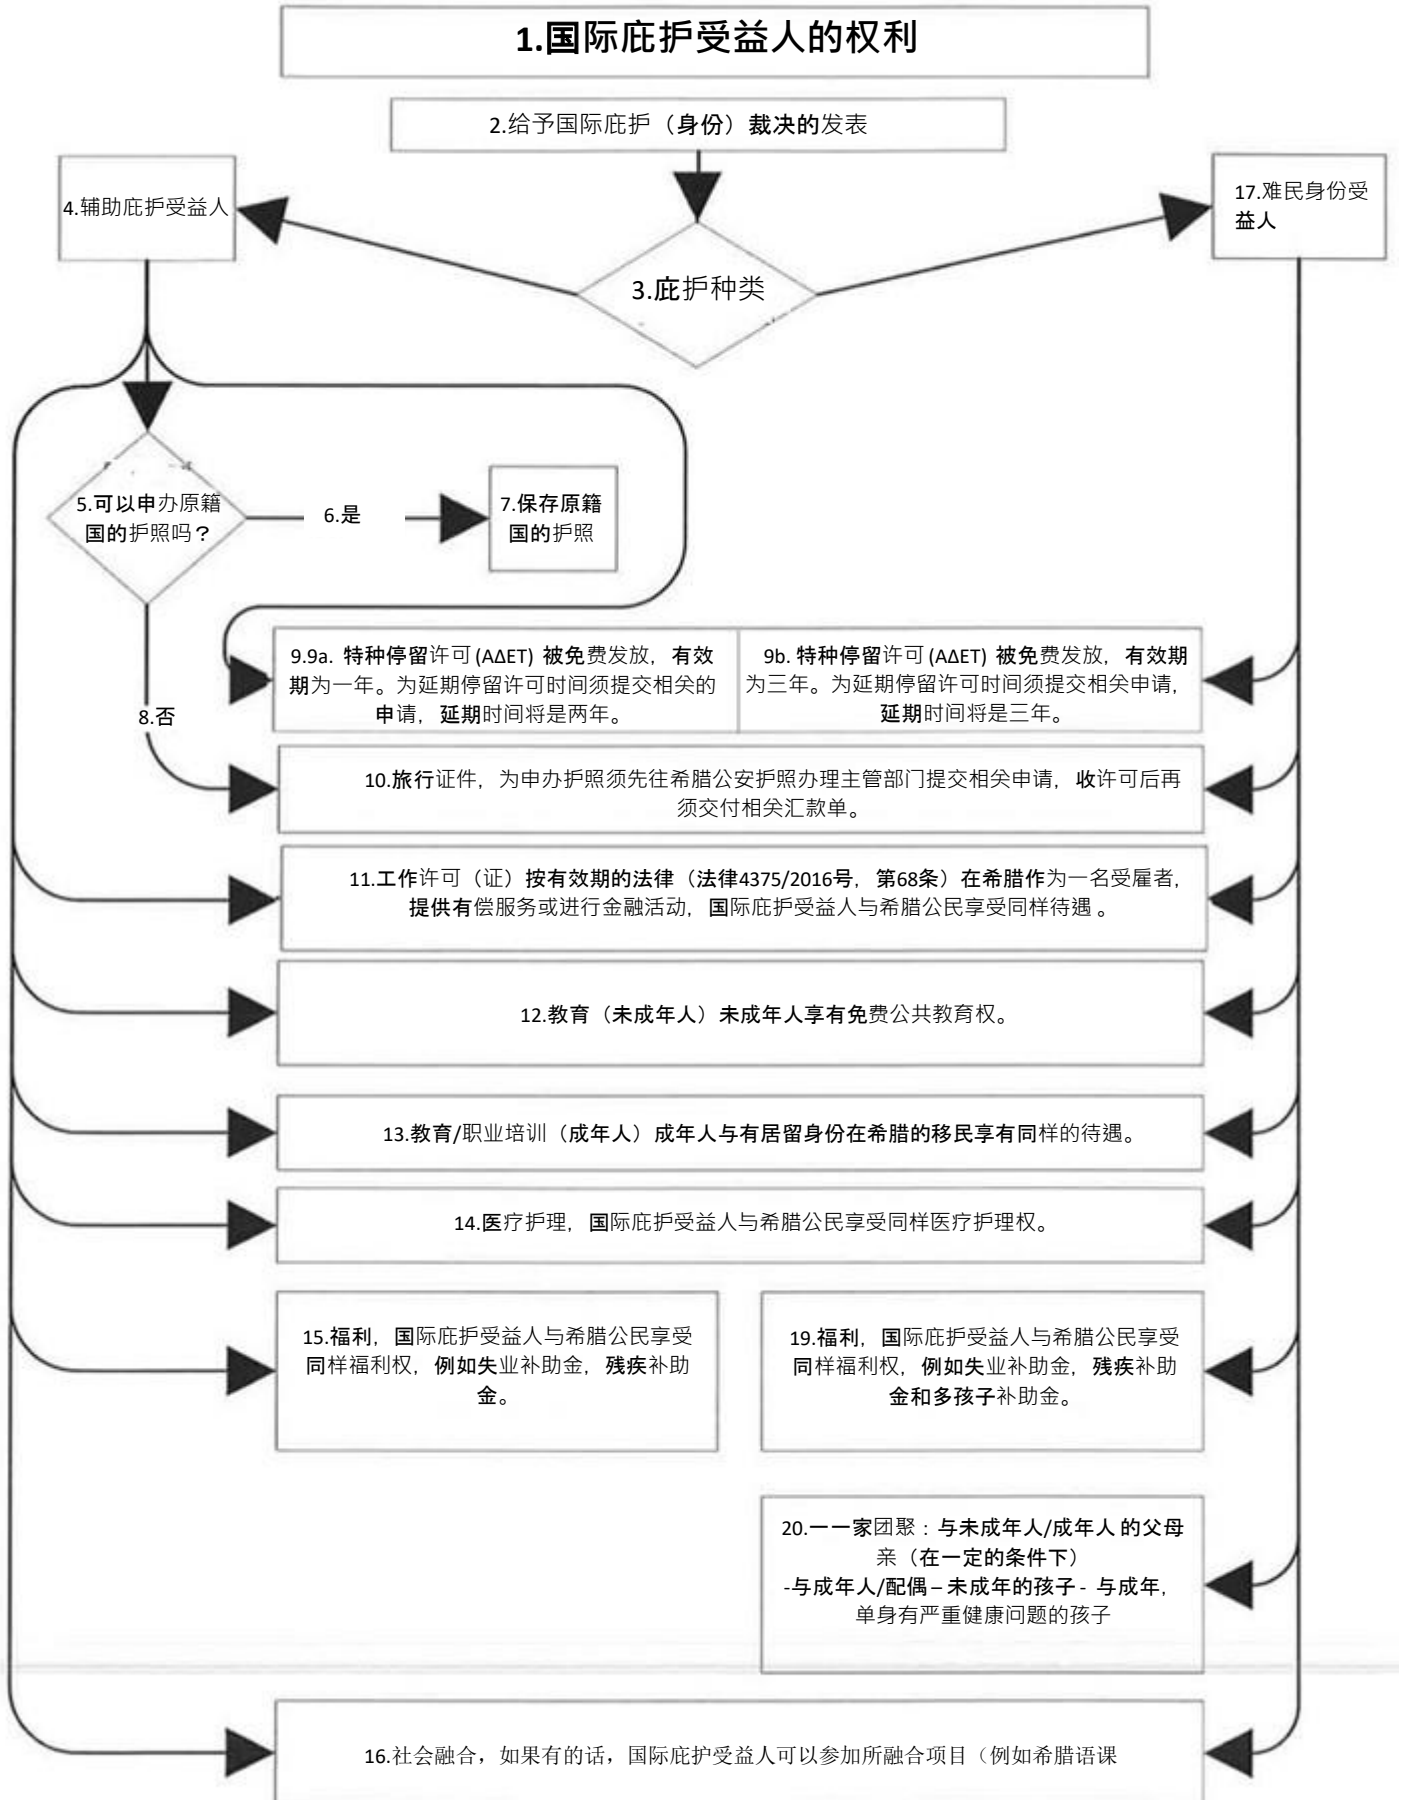 1.国际庇护受益人的权利
2.给予国际庇护（身份）裁决的发表
4.辅助庇护受益人
17.难民身份受
益人
3.庇护种类
5.可以申办原籍
国的护照吗？
6.是
7.保存原籍
国的护照
8.否
9.9a. 特种停留许可(AΔET) 被免费发放，有效
期为一年。为延期停留许可时间须提交相关的
申请，延期时间将是两年。
9b. 特种停留许可(AΔET) 被免费发放，有效期
为三年。为延期停留许可时间须提交相关申请，
延期时间将是三年。
10.旅行证件，为申办护照须先往希腊公安护照办理主管部门提交相关申请，收许可后再
须交付相关汇款单。
11.工作许可（证）按有效期的法律（法律4375/2016号，第68条）在希腊作为一名受雇者，
提供有偿服务或进行金融活动，国际庇护受益人与希腊公民享受同样待遇。
12.教育（未成年人）未成年人享有免费公共教育权。
13.教育/职业培训（成年人）成年人与有居留身份在希腊的移民享有同样的待遇。
14.医疗护理，国际庇护受益人与希腊公民享受同样医疗护理权。
15.福利，国际庇护受益人与希腊公民享受
同样福利权，例如失业补助金，残疾补助
金。
19.福利，国际庇护受益人与希腊公民享受
同样福利权，例如失业补助金，残疾补助
金和多孩子补助金。
20.一一家团聚：与未成年人/成年人 的父母
亲（在一定的条件下）
-与成年人/配偶 – 未成年的孩子 - 与成年，
单身有严重健康问题的孩子
16.社会融合，如果有的话，国际庇护受益人可以参加所融合项目（例如希腊语课